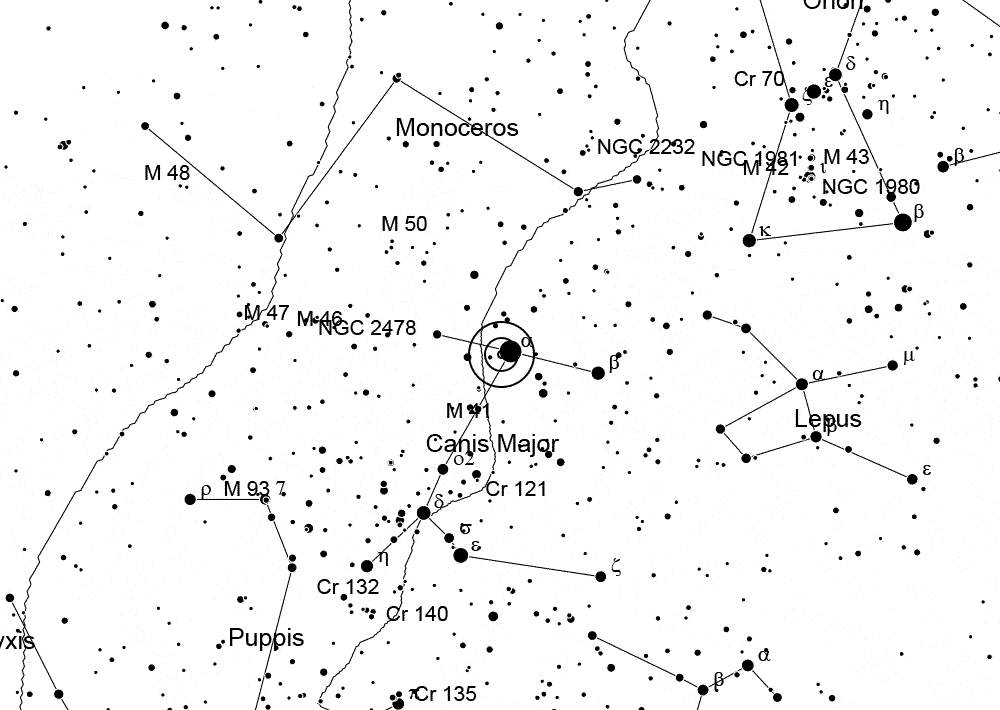 Orion
δ
Cr 70
ζ
ε
η
Monoceros
NGC 2232
NGC 1981
M 43
β
M 42
ι
M 48
NGC 1980
β
M 50
κ
M 47
M 46
NGC 2478
α
β
μ
α
M 41
Lepus
β
Canis Major
ο2
ε
ρ
M 93
Cr 121
δ
σ
η
ε
ζ
Cr 132
Cr 140
yxis
Puppis
α
β
Cr 135